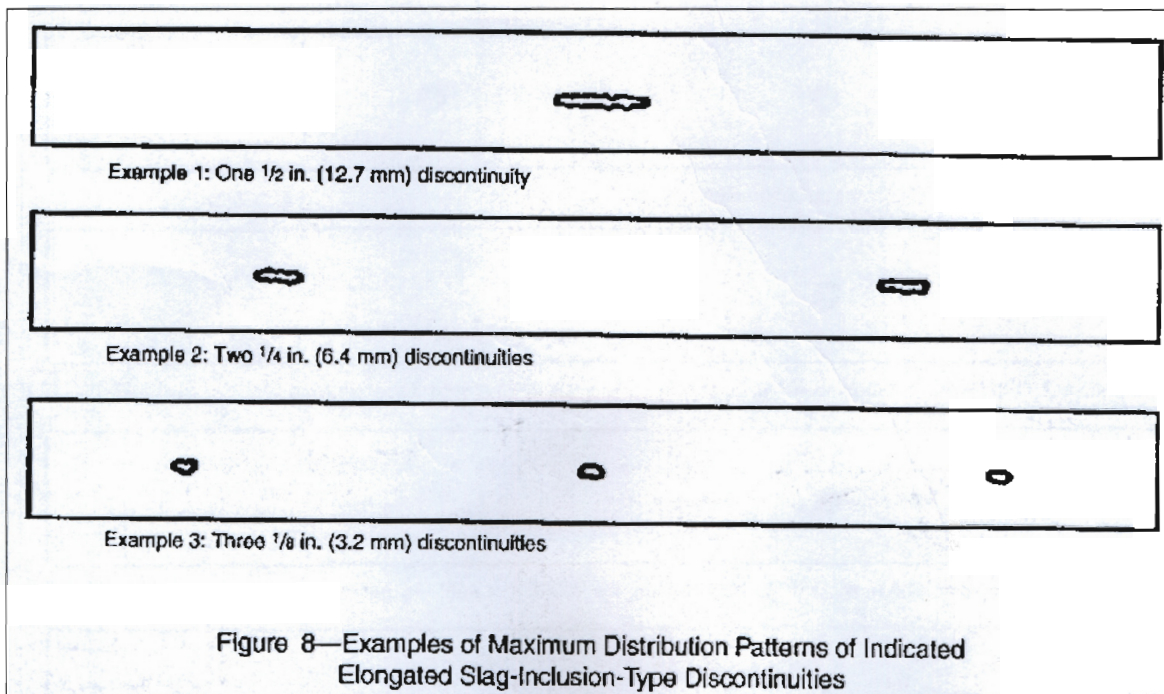 Example 1: One 1/2 in. (12.7 mm) discontinuity
Example 2: Two 1/4 in. (6.4 mm) discontinuities
Example 3: Three 1/8 in. (3.2 mm) discontinuities
Figure 8—Examples of Maximum Distribution Patterns of Indicated
Elongated Slag-Inclusion-Type Discontinuities